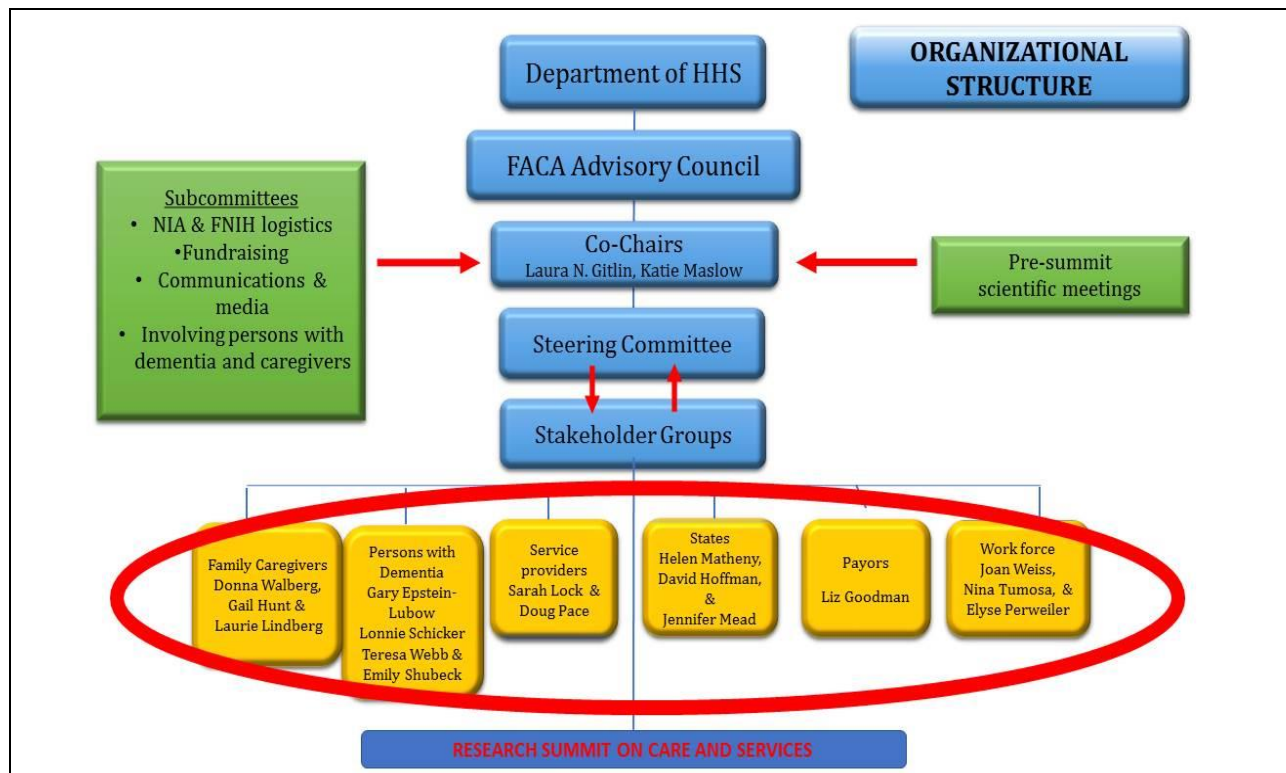 ORGANIZATIONAL
STRUCTURE
Department of HHS
FACA Advisory Council
Subcommittees
• NIA & FNIH logistics
•Fundraising
• Communications &
media
• Involving persons with
dementia and caregivers
Co-Chairs
Laura N. Gitlin, Katie Maslow
Pre-summit
scientific meetings
Steering Committee
Stakeholder Groups
Family Caregivers
Donna Walberg,
Gail Hunt &
Laurie Lindberg
Persons with
Dementia
Gary Epstein-
Lubow
Lonnie Schicker
Teresa Webb &
Emily Shubeck
Service
providers
Sarah Lock &
Doug Pace
States
Helen Matheny,
David Hoffman,
&
Jennifer Mead
Payors
Liz Goodman
Work force
Joan Weiss,
Nina Tumosa, &
Elyse Perweiler
RESEARCH SUMMIT ON CARE AND SERVICES